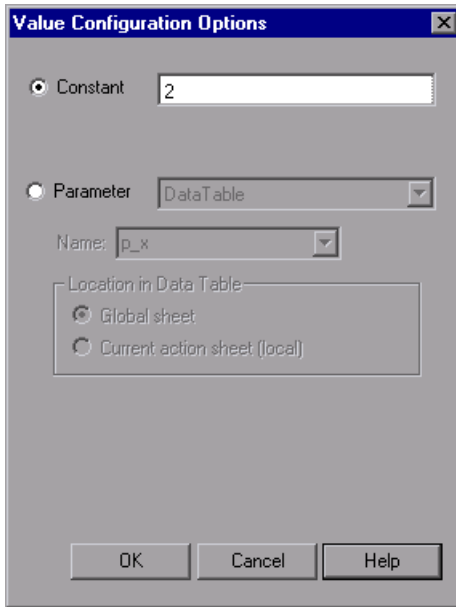 Value Configuration Options
Constant 2
Parameter DataTable
Name: p_x
Location in Data Table
Global sheet
Current action sheet (local)
OK Cancel Help